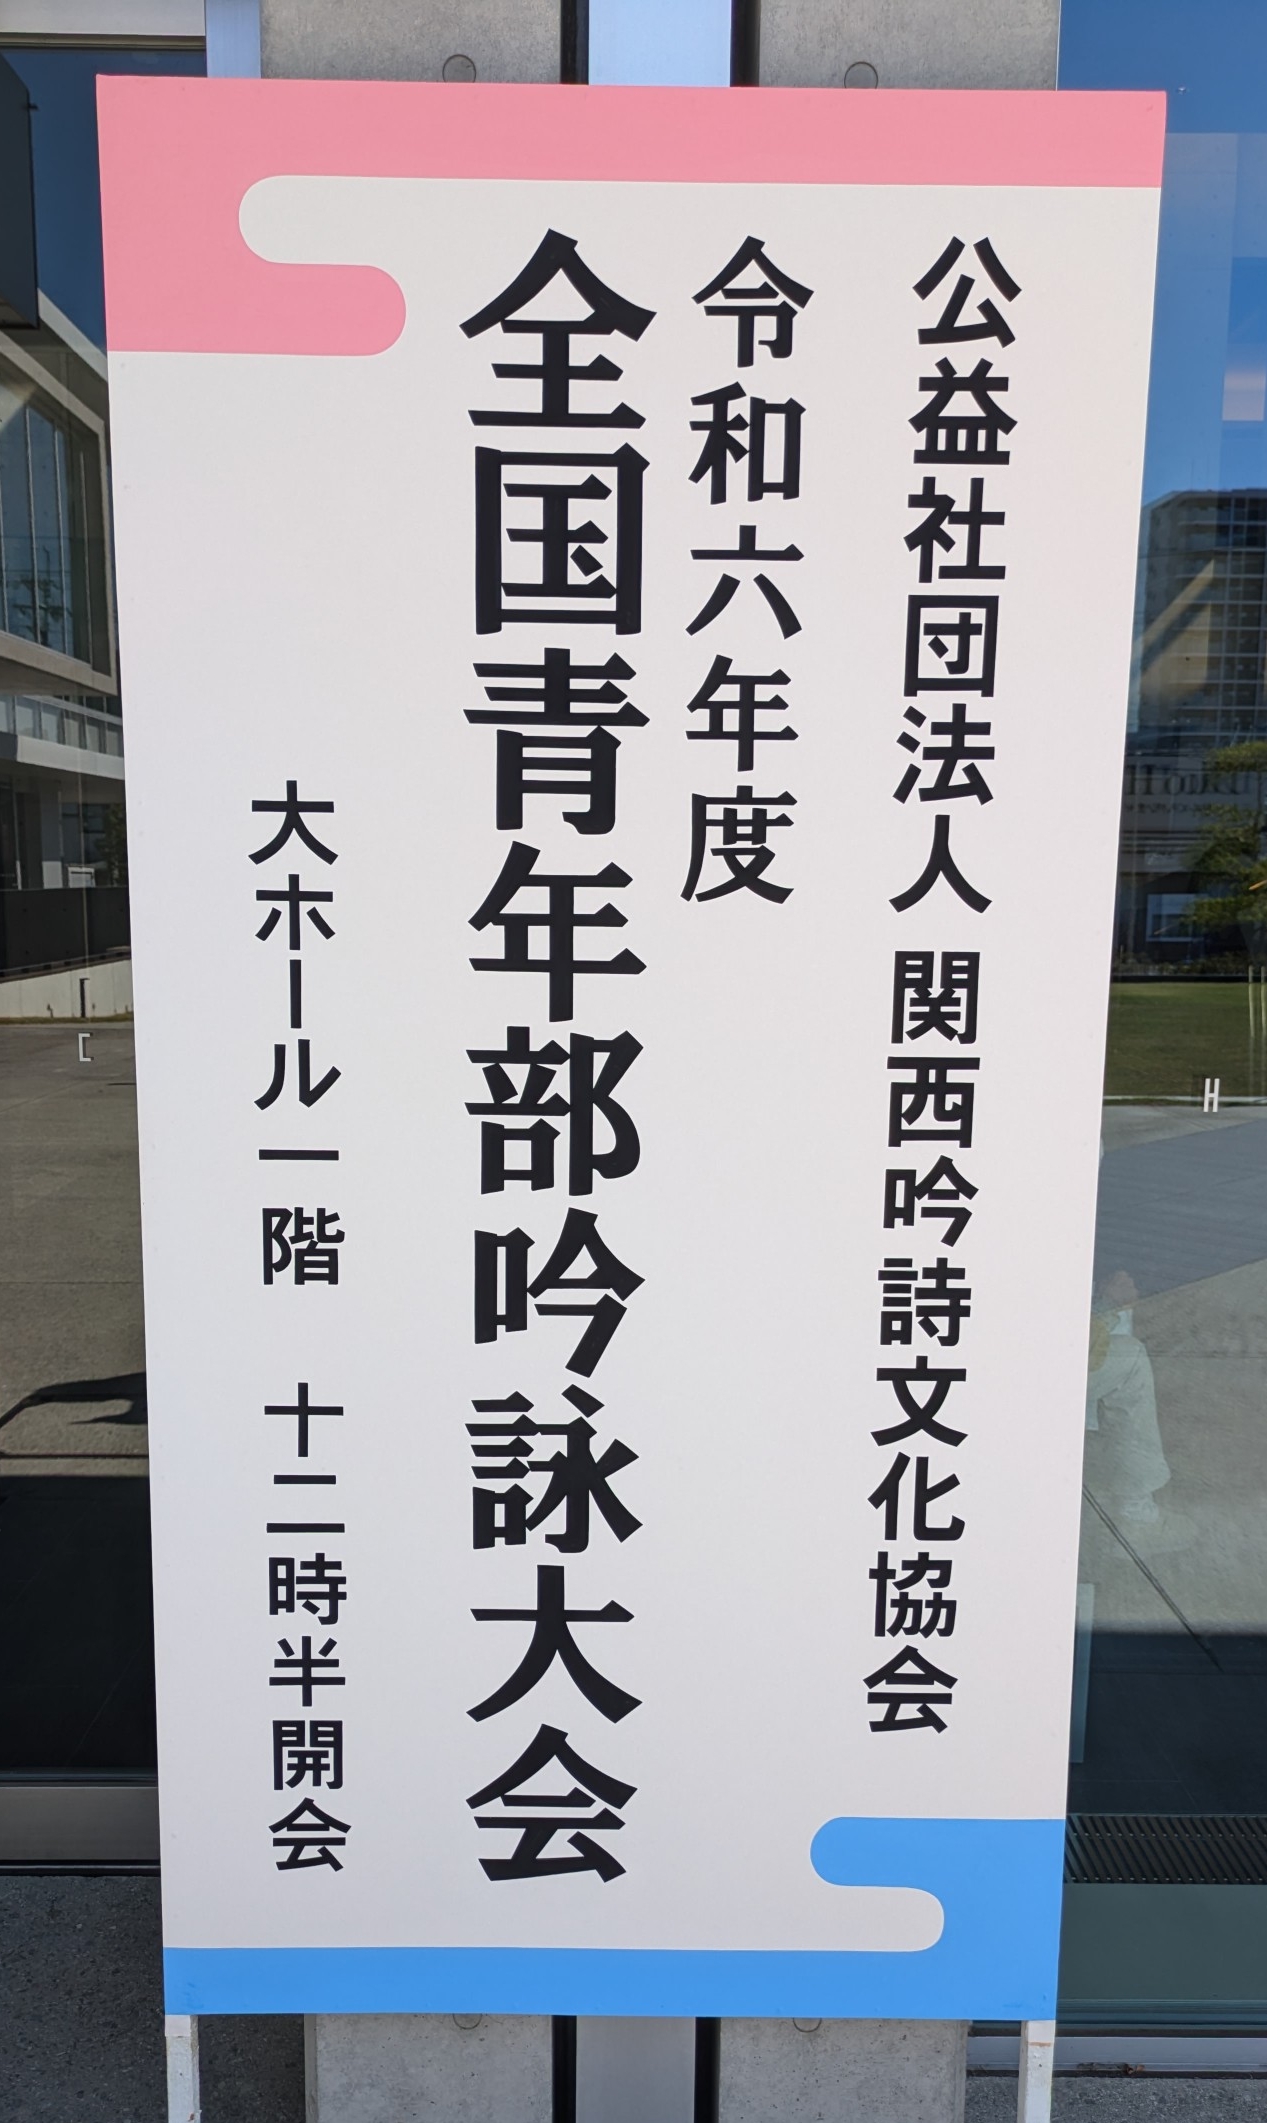 公益社団法人 関西吟詩文化協会
令和六年度
全国青年部吟詠大会
大ホール一階 十二時半開会